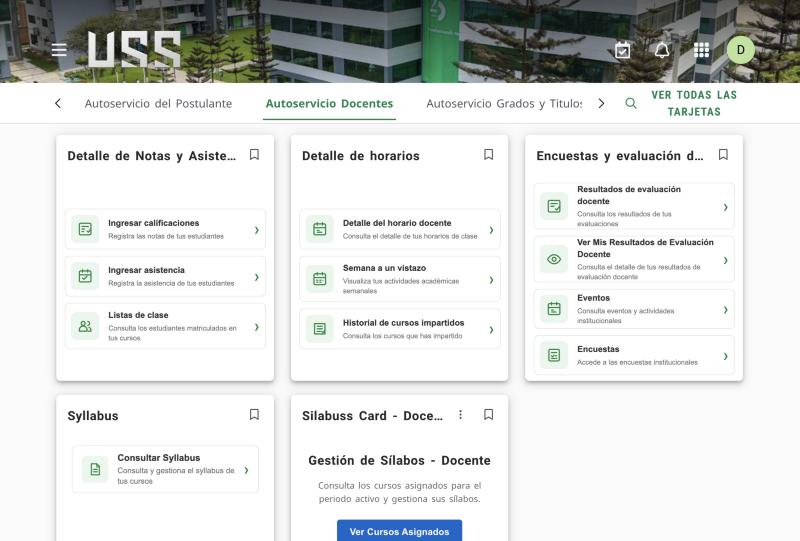 USS
D
Autoservicio del Postulante
Autoservicio Docentes
Autoservicio Grados y Titulos
VER TODAS LAS
TARJETAS
Detalle de Notas y Asiste...
Ingresar calificaciones
Registra las notas de tus estudiantes
Ingresar asistencia
Registra la asistencia de tus estudiantes
Listas de clase
Consulta los estudiantes matriculados en
tus cursos
Detalle de horarios
Detalle del horario docente
Consulta el detalle de tus horarios de clase
Semana a un vistazo
Visualiza tus actividades académicas
semanales
Historial de cursos impartidos
Consulta los cursos que has impartido
Encuestas y evaluación d...
Resultados de evaluación
docente
Consulta los resultados de tus
evaluaciones
Ver Mis Resultados de Evaluación
Docente
Consulta el detalle de tus resultados de
evaluación docente
Eventos
Consulta eventos y actividades
institucionales
Encuestas
Accede a las encuestas institucionales
Syllabus
Consultar Syllabus
Consulta y gestiona el syllabus de
tus cursos
Silabuss Card - Doce...
Gestión de Sílabos - Docente
Consulta los cursos asignados para el
periodo activo y gestiona sus sílabos.
Ver Cursos Asignados